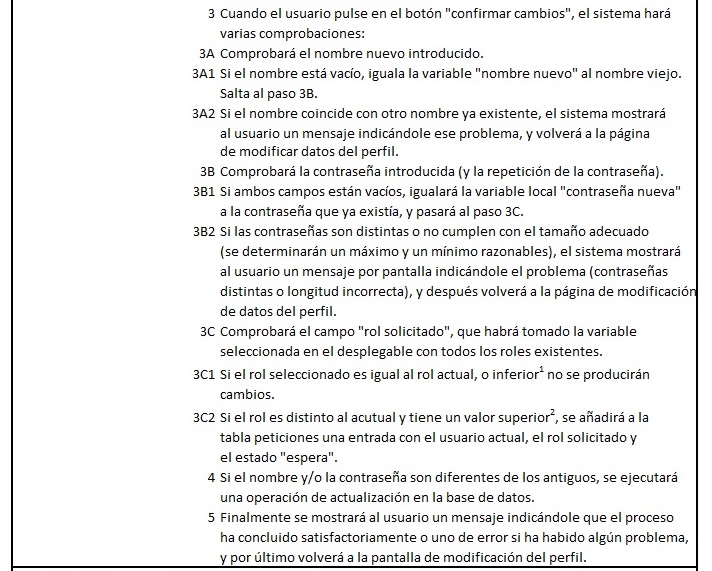 3 Cuando el usuario pulse en el botón "confirmar cambios", el sistema hará
varias comprobaciones:
3A Comprobará el nombre nuevo introducido.
3A1 Si el nombre está vacío, iguala la variable "nombre nuevo" al nombre viejo.
Salta al paso 3B.
3A2 Si el nombre coincide con otro nombre ya existente, el sistema mostrará
al usuario un mensaje indicándole ese problema, y volverá a la página
de modificar datos del perfil.
3B Comprobará la contraseña introducida (y la repetición de la contraseña).
3B1 Si ambos campos están vacíos, igualará la variable local "contraseña nueva"
a la contraseña que ya existía, y pasará al paso 3C.
3B2 Si las contraseñas son distintas o no cumplen con el tamaño adecuado
(se determinarán un máximo y un mínimo razonables), el sistema mostrará
al usuario un mensaje por pantalla indicándole el problema (contraseñas
distintas o longitud incorrecta), y después volverá a la página de modificación
de datos del perfil.
3C Comprobará el campo "rol solicitado", que habrá tomado la variable
seleccionada en el desplegable con todos los roles existentes.
3C1 Si el rol seleccionado es igual al rol actual, o inferior¹ no se producirán
cambios.
3C2 Si el rol es distinto al acutual y tiene un valor superior², se añadirá a la
tabla peticiones una entrada con el usuario actual, el rol solicitado y
el estado "espera".
4 Si el nombre y/o la contraseña son diferentes de los antiguos, se ejecutará
una operación de actualización en la base de datos.
5 Finalmente se mostrará al usuario un mensaje indicándole que el proceso
ha concluido satisfactoriamente o uno de error si ha habido algún problema,
y por último volverá a la pantalla de modificación del perfil.